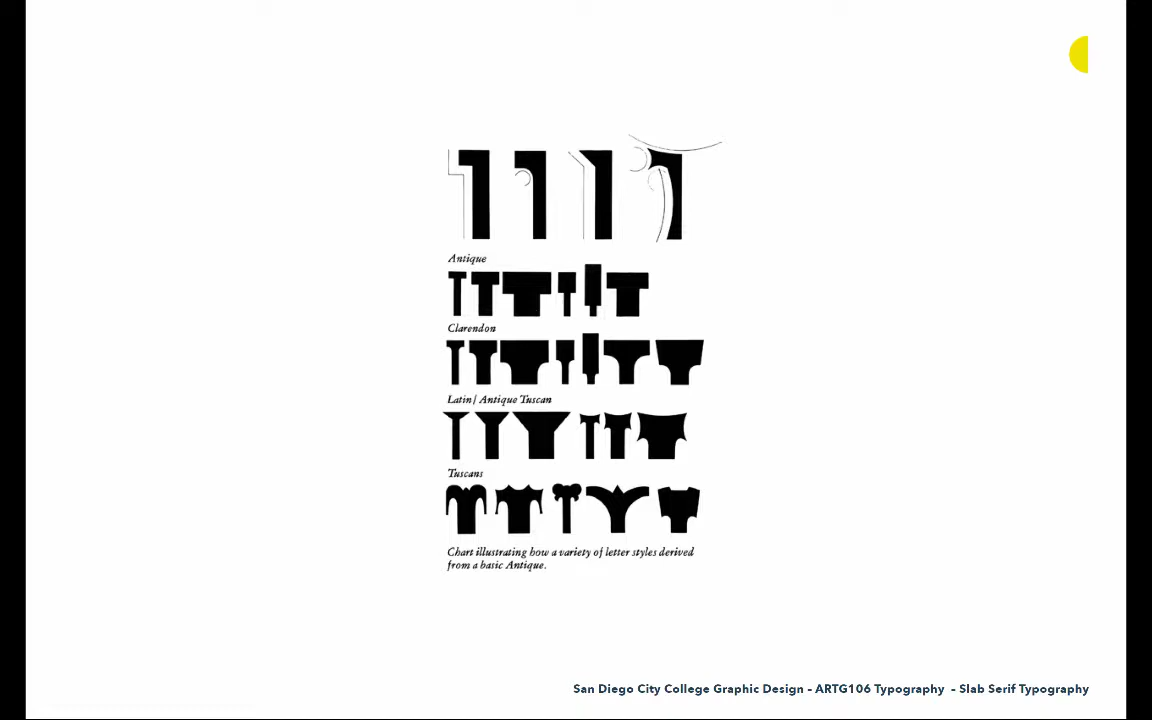 Antique
Clarendon
Latin/ Antique Tuscan
Tuscans
Chart illustrating how a variety of letter styles derived
from a basic Antique.
San Diego City College Graphic Design – ARTG106 Typography – Slab Serif Typography